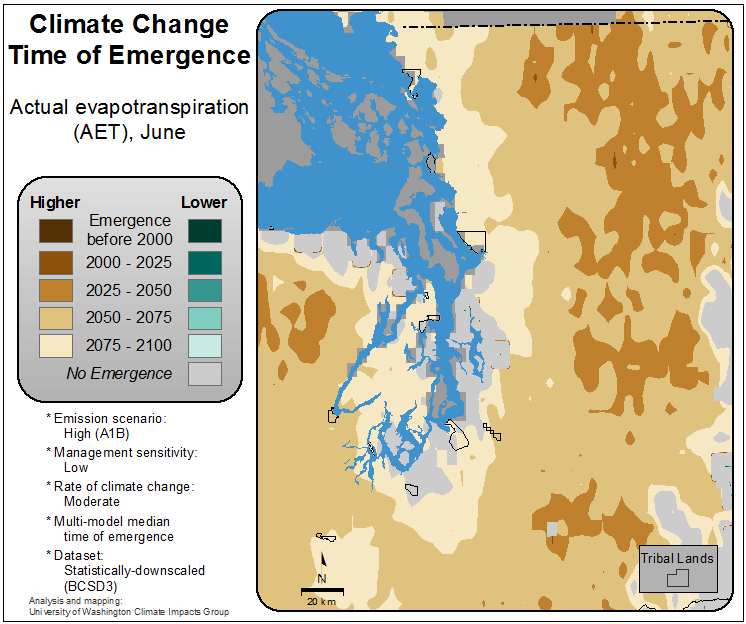 Climate Change
Time of Emergence
Actual evapotranspiration
(AET), June
Higher
Lower
Emergence
before 2000
2000 - 2025
2025 - 2050
2050 - 2075
2075 - 2100
No Emergence
* Emission scenario:
High (A1B)
* Management sensitivity:
Low
* Rate of climate change:
Moderate
* Multi-model median
time of emergence
* Dataset:
Statistically-downscaled
(BCSD3)
Analysis and mapping:
University of Washington Climate Impacts Group
N
20 km
Tribal Lands